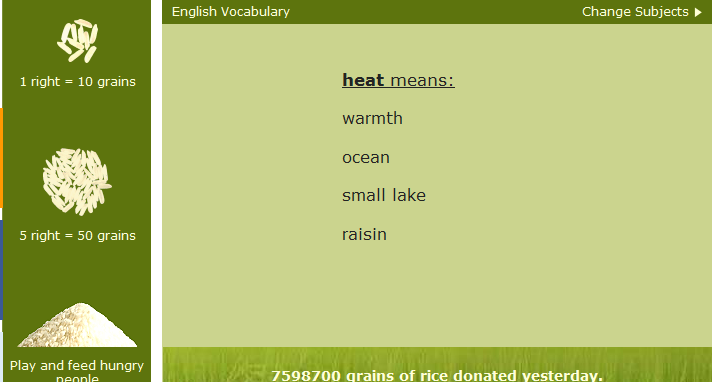 English Vocabulary
Change Subjects
1 right = 10 grains
5 right = 50 grains
Play and feed hungry
people
heat means:
warmth
ocean
small lake
raisin
7598700 grains of rice donated yesterday.